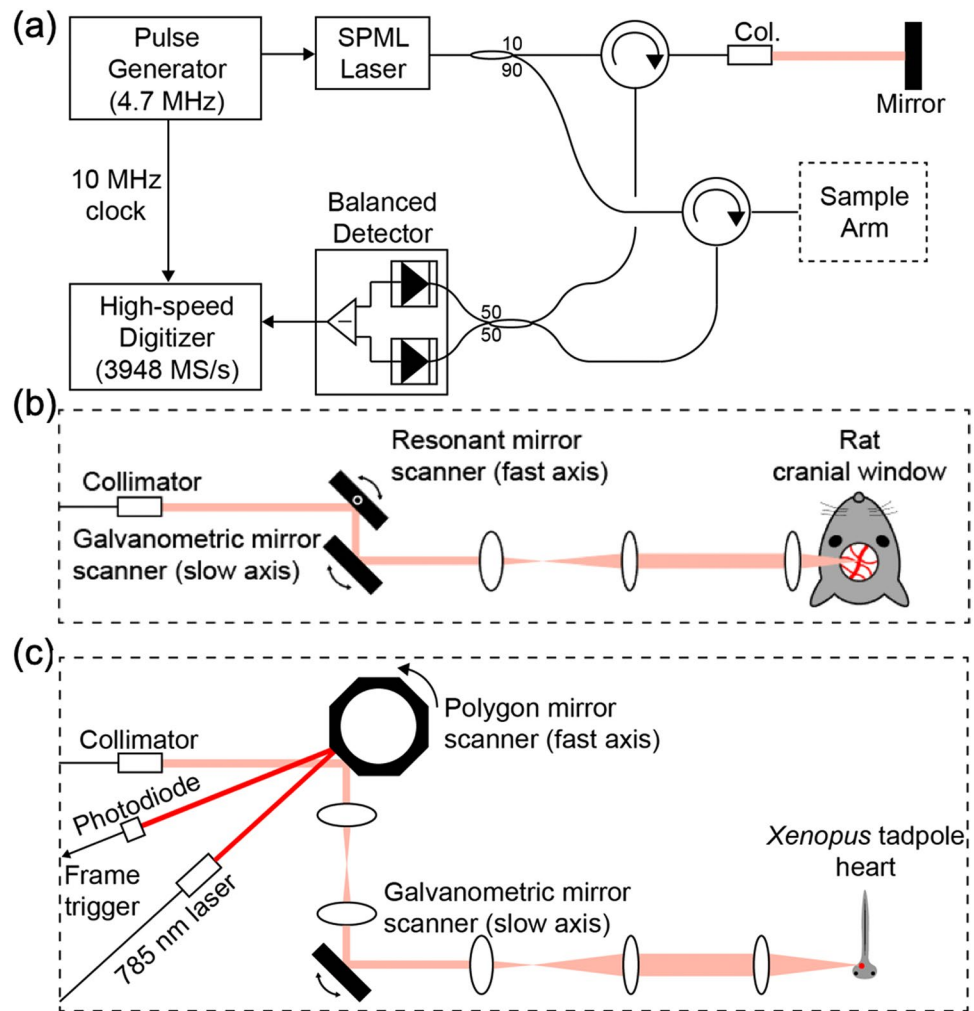 (a)
Pulse
Generator
(4.7 MHz)
SPML
Laser
10
90
Col.
Mirror
10 MHz
clock
Balanced
Detector
Sample
Arm
High-speed
Digitizer
(3948 MS/s)
50
50
(b)
Collimator
Resonant mirror
scanner (fast axis)
Rat
cranial window
Galvanometric mirror
scanner (slow axis)
(c)
Collimator
Polygon mirror
scanner (fast axis)
Photodiode
Frame
trigger
785 nm laser
Galvanometric mirror
scanner (slow axis)
Xenopus tadpole
heart